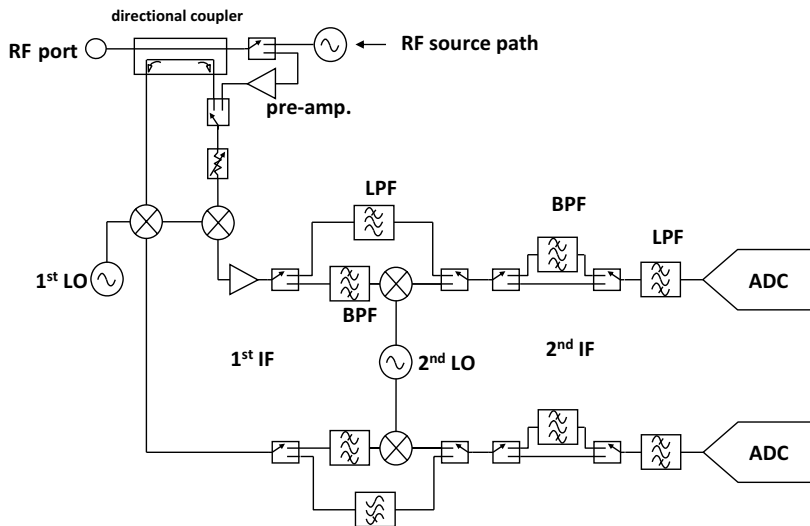 directional coupler
RF port
RF source path
pre-amp.
LPF
BPF
LPF
1st LO
ADC
BPF
1st IF
2nd LO
2nd IF
ADC